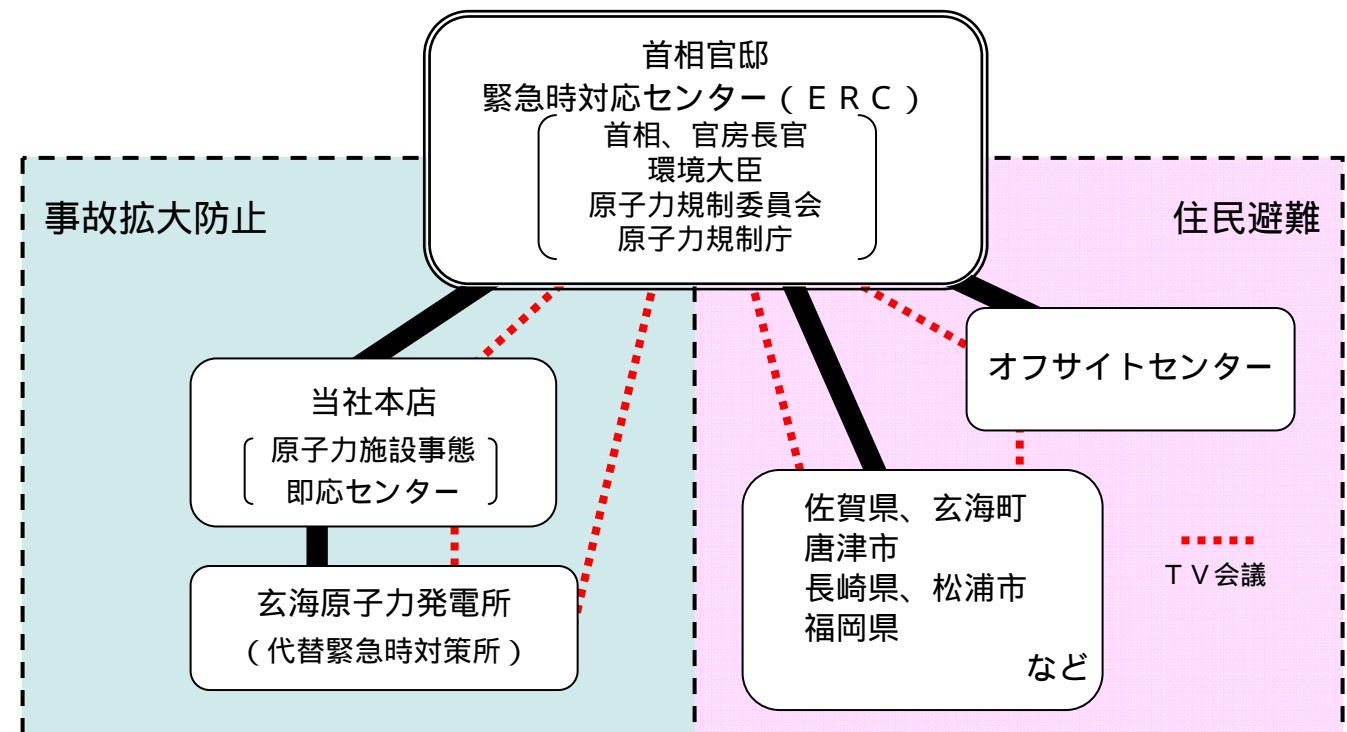 首相官邸
緊急時対応センター（ＥＲＣ）
首相、官房長官
環境大臣
原子力規制委員会
原子力規制庁
事故拡大防止
住民避難
当社本店
原子力施設事態
即応センター
玄海原子力発電所
（代替緊急時対策所）
オフサイトセンター
佐賀県、玄海町
唐津市
長崎県、松浦市
福岡県
など
ＴＶ会議